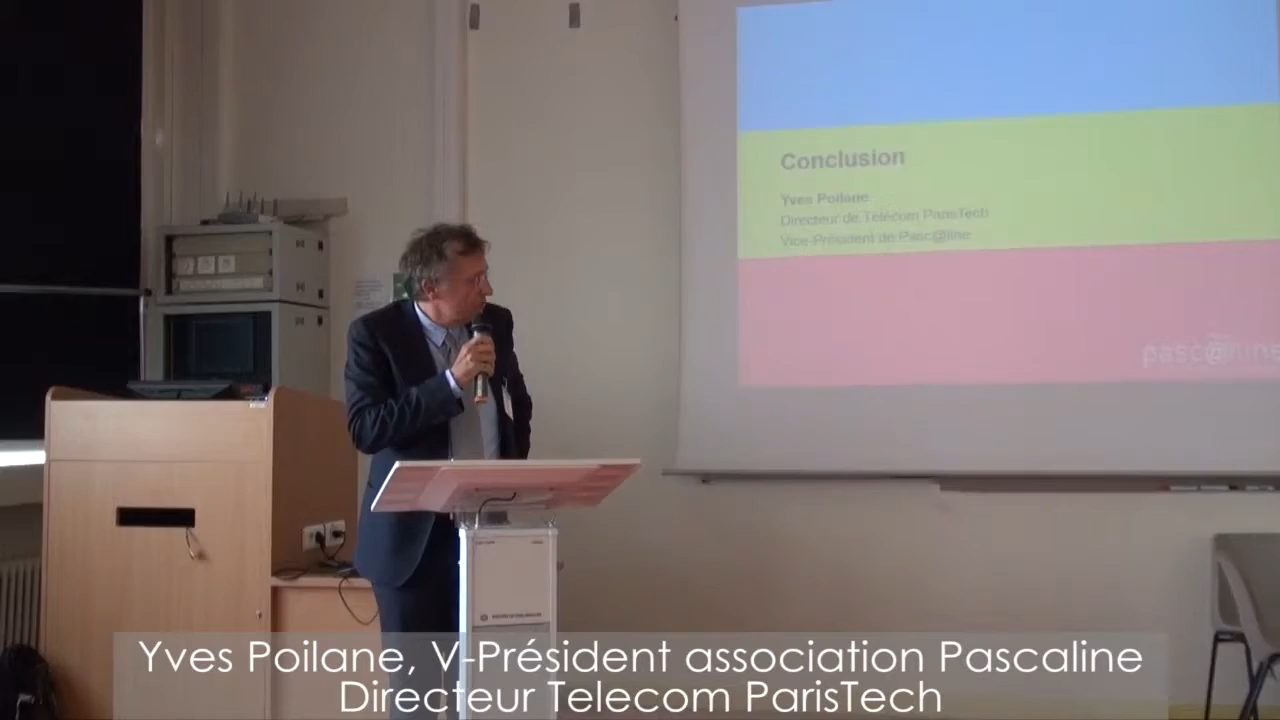 Conclusion
Yves Poilane
Directeur de Telécom ParisTech
Vice-Président de Pasc@line
pasc@line
Yves Poilane, V-Président association Pascaline
Directeur Telecom ParisTech